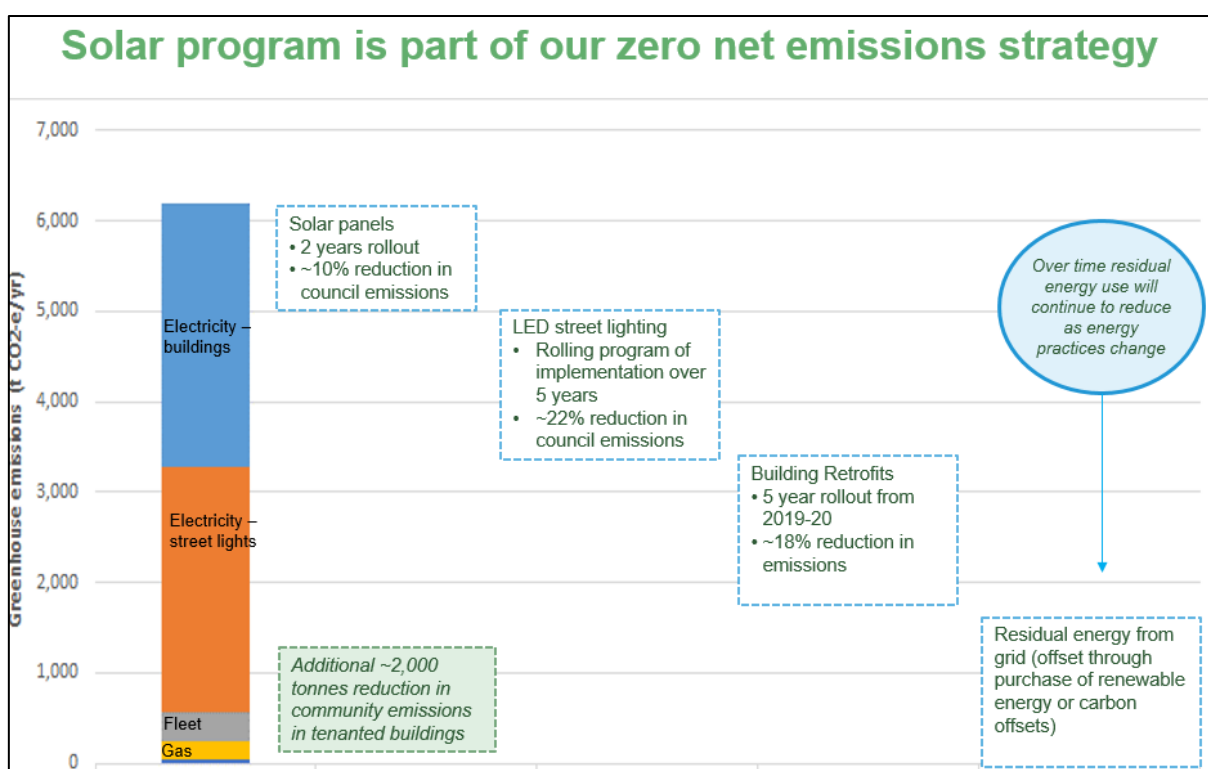 Solar program is part of our zero net emissions strategy
Greenhouse emissions (t CO2-e/yr)
7,000
6,000
5,000
4,000
3,000
2,000
1,000
0
Electricity –
buildings
Electricity –
street lights
Fleet
Gas
Solar panels
• 2 years rollout
• ~10% reduction in
council emissions
LED street lighting
• Rolling program of
implementation over
5 years
• ~22% reduction in
council emissions
Building Retrofits
• 5 year rollout from
2019-20
• ~18% reduction in
emissions
Over time residual
energy use will
continue to reduce
as energy
practices change
Residual energy from
grid (offset through
purchase of renewable
energy or carbon
offsets)
Additional ~2,000
tonnes reduction in
community emissions
in tenanted buildings